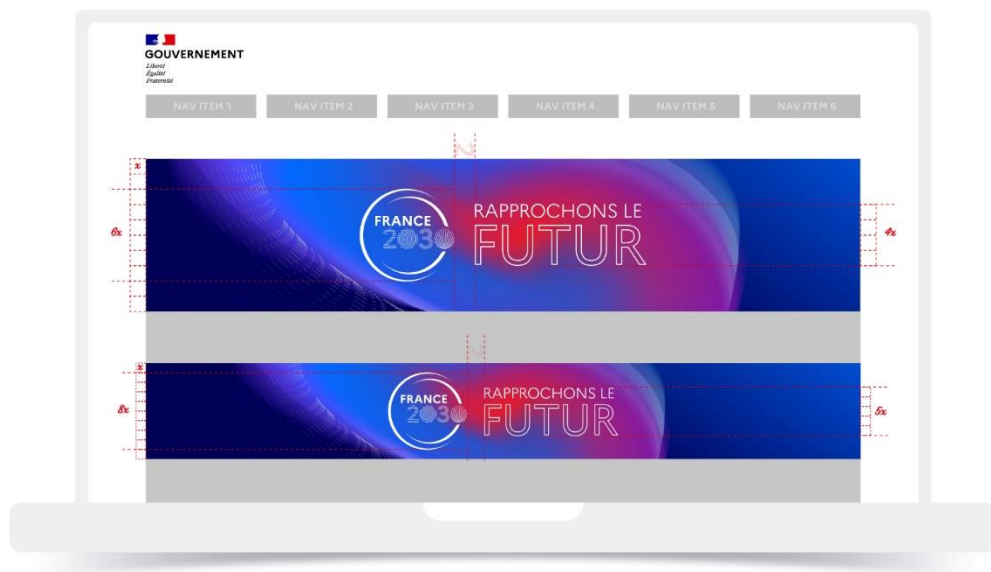 GOUVERNEMENT
Liberté
Égalité
Fraternité
NAV ITEM 1 NAV ITEM 2 NAV ITEM 3 NAV ITEM 4 NAV ITEM 5 NAV ITEM 6
N
x
6x
FRANCE
2030
RAPPROCHONS LE
FUTUR
4x
N
x
8x
FRANCE
2030
RAPPROCHONS LE
FUTUR
5x